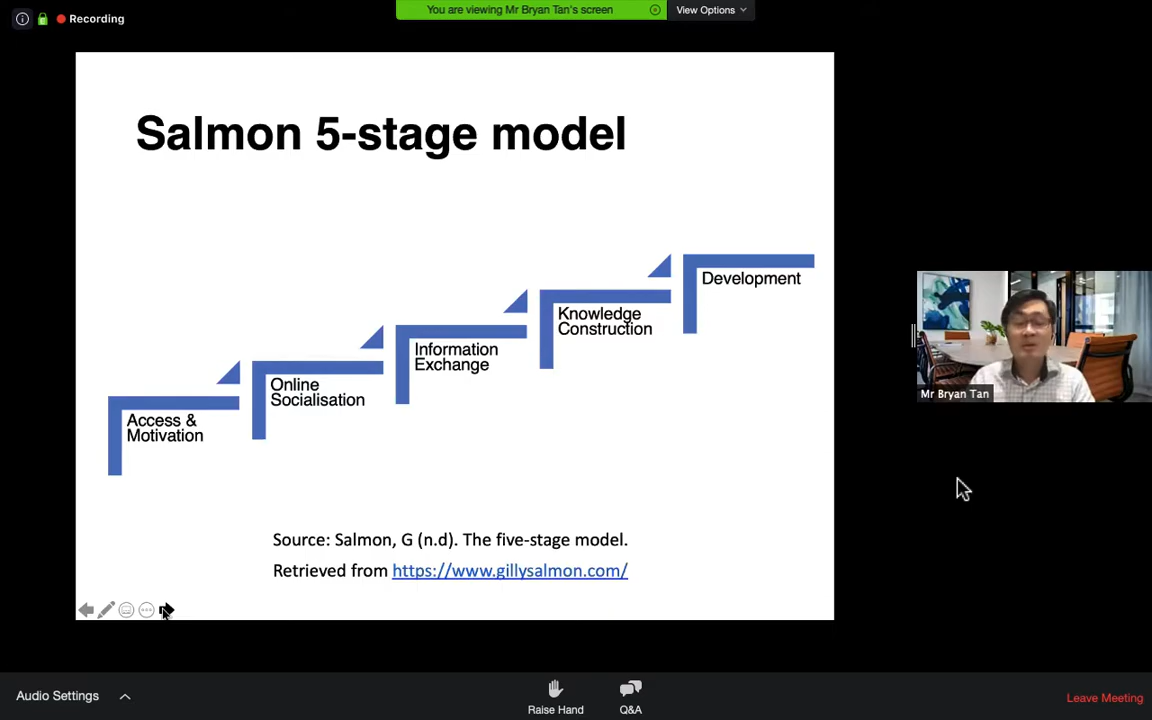 Recording
You are viewing Mr Bryan Tan's screen
View Options
Salmon 5-stage model
Development
Knowledge
Construction
Information
Exchange
Online
Socialisation
Access &
Motivation
Mr Bryan Tan
Source: Salmon, G (n.d). The five-stage model.
Retrieved from https://www.gillysalmon.com/
Audio Settings
Raise Hand
Q&A
Leave Meeting